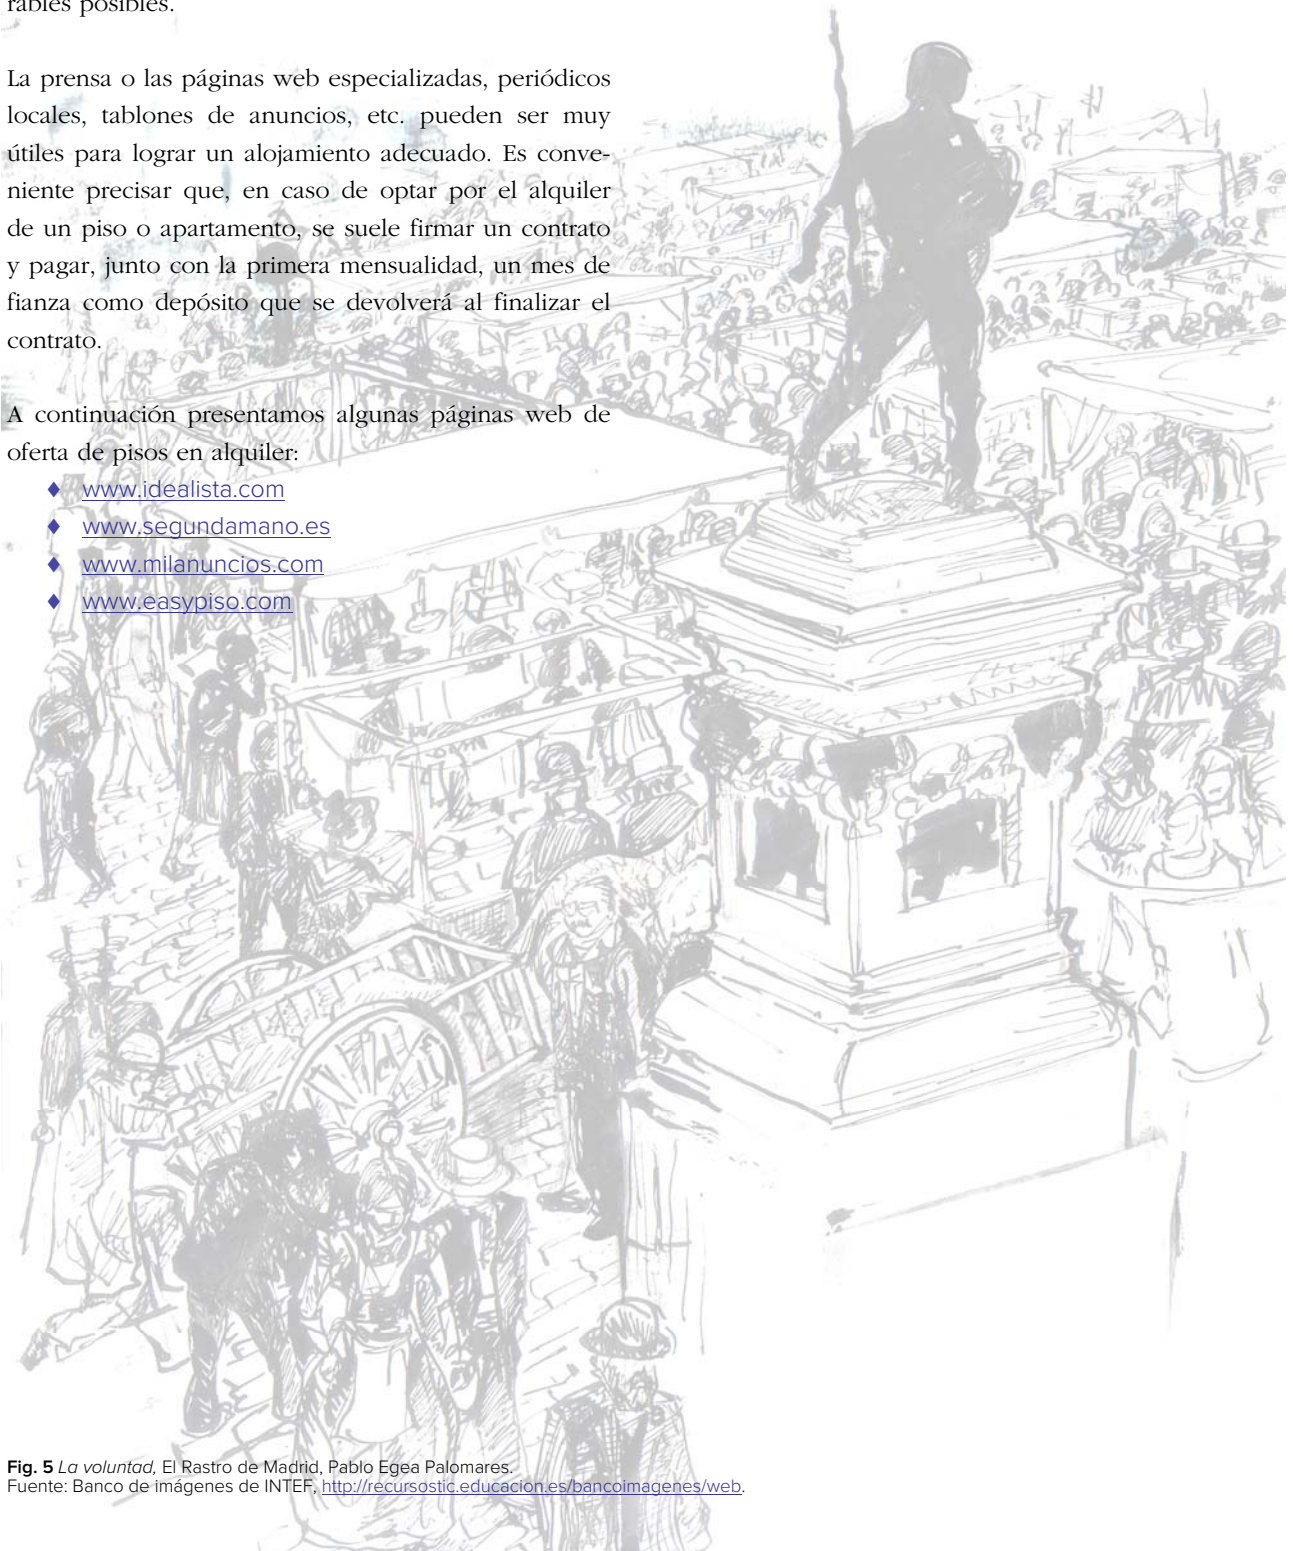 rables posibles.
La prensa o las páginas web especializadas, periódicos
locales, tablones de anuncios, etc. pueden ser muy
útiles para lograr un alojamiento adecuado. Es conve-
niente precisar que, en caso de optar por el alquiler
de un piso o apartamento, se suele firmar un contrato
y pagar, junto con la primera mensualidad, un mes de
fianza como depósito que se devolverá al finalizar el
contrato.
A continuación presentamos algunas páginas web de
oferta de pisos en alquiler:
♦ www.idealista.com
♦ www.segundamano.es
♦ www.milanuncios.com
♦ www.easypiso.com
Fig. 5 La voluntad, El Rastro de Madrid, Pablo Egea Palomares.
Fuente: Banco de imágenes de INTEF, http://recursostic.educacion.es/bancoimagenes/web.